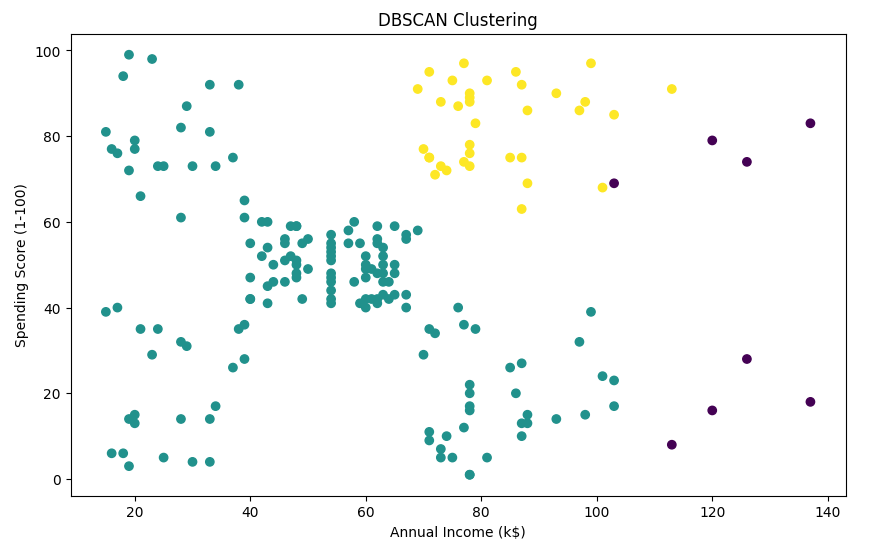 DBSCAN Clustering
100
80
60
40
20
0
Spending Score (1-100)
20 40 60 80 100 120 140
Annual Income (k$)